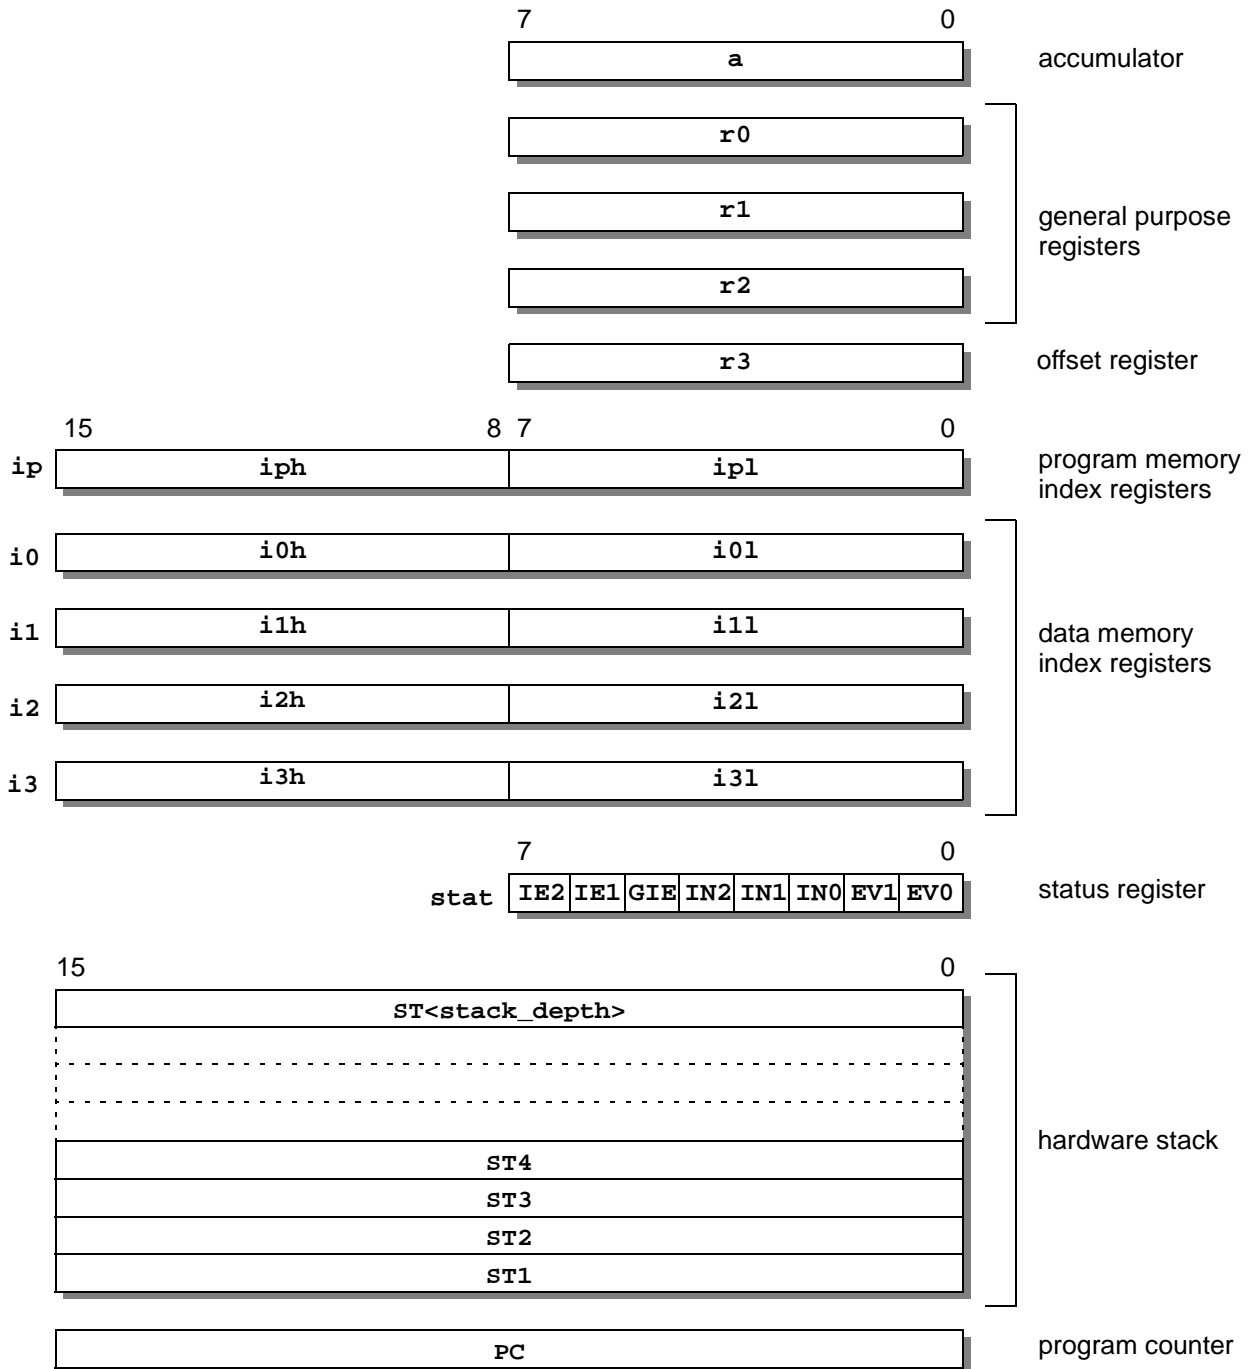 7 0
a accumulator
r0
r1 general purpose
registers
r2
r3 offset register
15 8 7 0
ip iph ipl program memory
index registers
i0 i0h i0l
i1 i1h i1l data memory
index registers
i2 i2h i2l
i3 i3h i3l
7 0
stat IE2 IE1 GIE IN2 IN1 IN0 EV1 EV0 status register
15 0
ST<stack_depth>
hardware stack
ST4
ST3
ST2
ST1
PC program counter